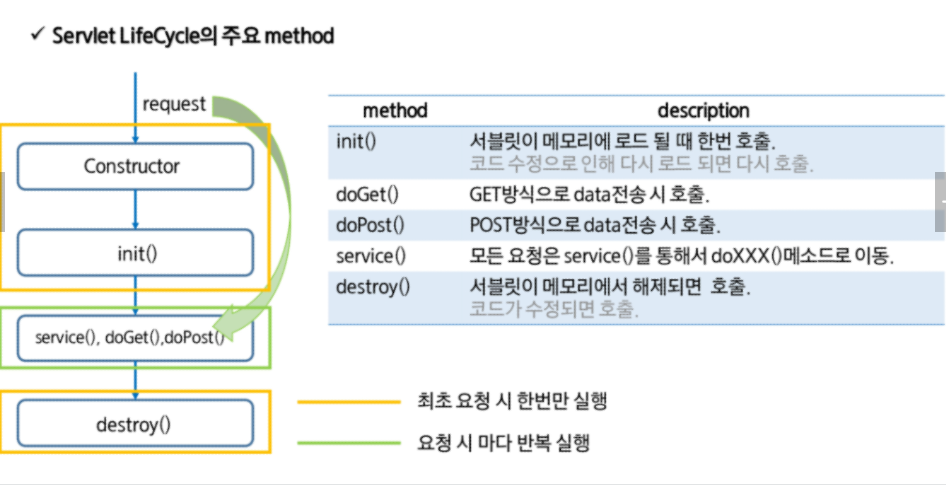 ✓ Servlet LifeCycle의 주요 method
request
Constructor
init()
service(), doGet(),doPost()
destroy()
method description
init() 서블릿이 메모리에 로드 될 때 한번 호출.
코드 수정으로 인해 다시 로드 되면 다시 호출.
doGet() GET방식으로 data전송 시 호출.
doPost() POST방식으로 data전송 시 호출.
service() 모든 요청은 service()를 통해서 doXXX()메소드로 이동.
destroy() 서블릿이 메모리에서 해제되면 호출.
코드가 수정되면 호출.
최초 요청 시 한번만 실행
요청 시 마다 반복 실행